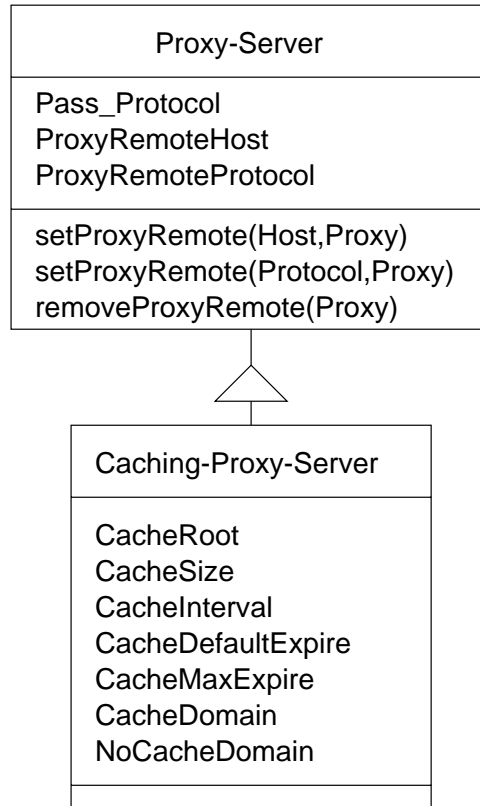 Proxy-Server
Pass_Protocol
ProxyRemoteHost
ProxyRemoteProtocol
setProxyRemote(Host,Proxy)
setProxyRemote(Protocol,Proxy)
removeProxyRemote(Proxy)
Caching-Proxy-Server
CacheRoot
CacheSize
CacheInterval
CacheDefaultExpire
CacheMaxExpire
CacheDomain
NoCacheDomain